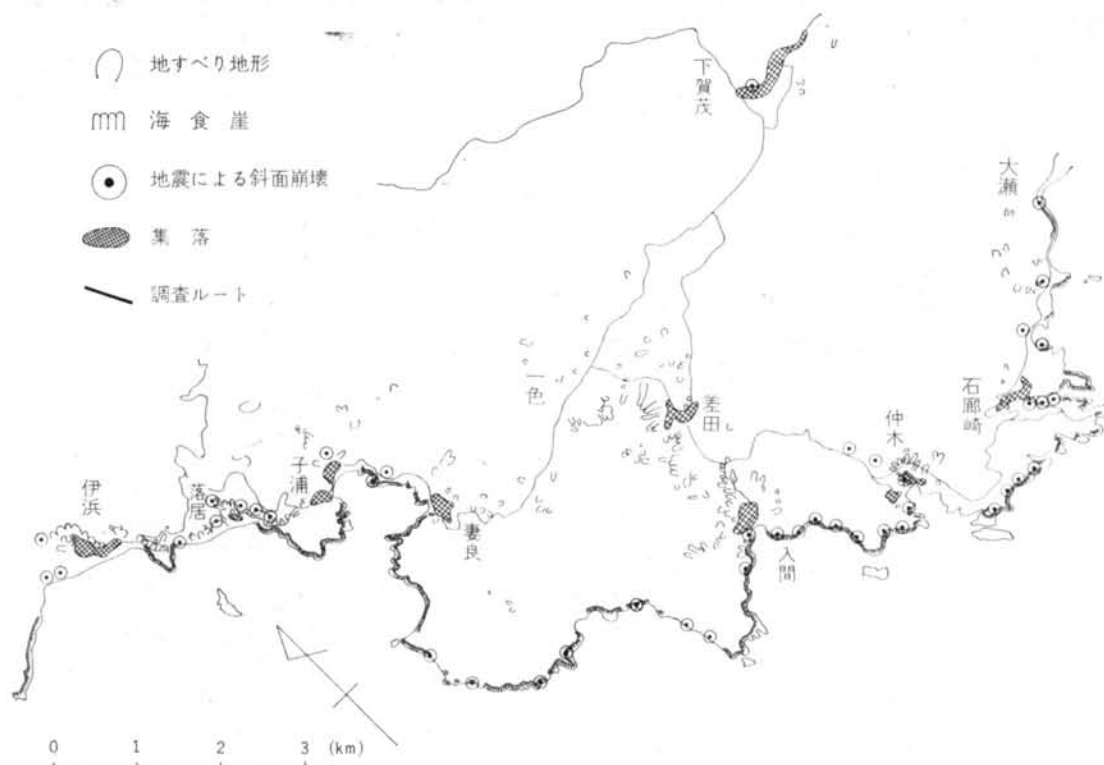 地すべり地形
海食崖
地震による斜面崩壊
集落
調査ルート
下賀茂
大瀬
一色
差田
石廊崎
仲木
子浦
落居
伊浜
妻良
入間
0 1 2 3 (km)